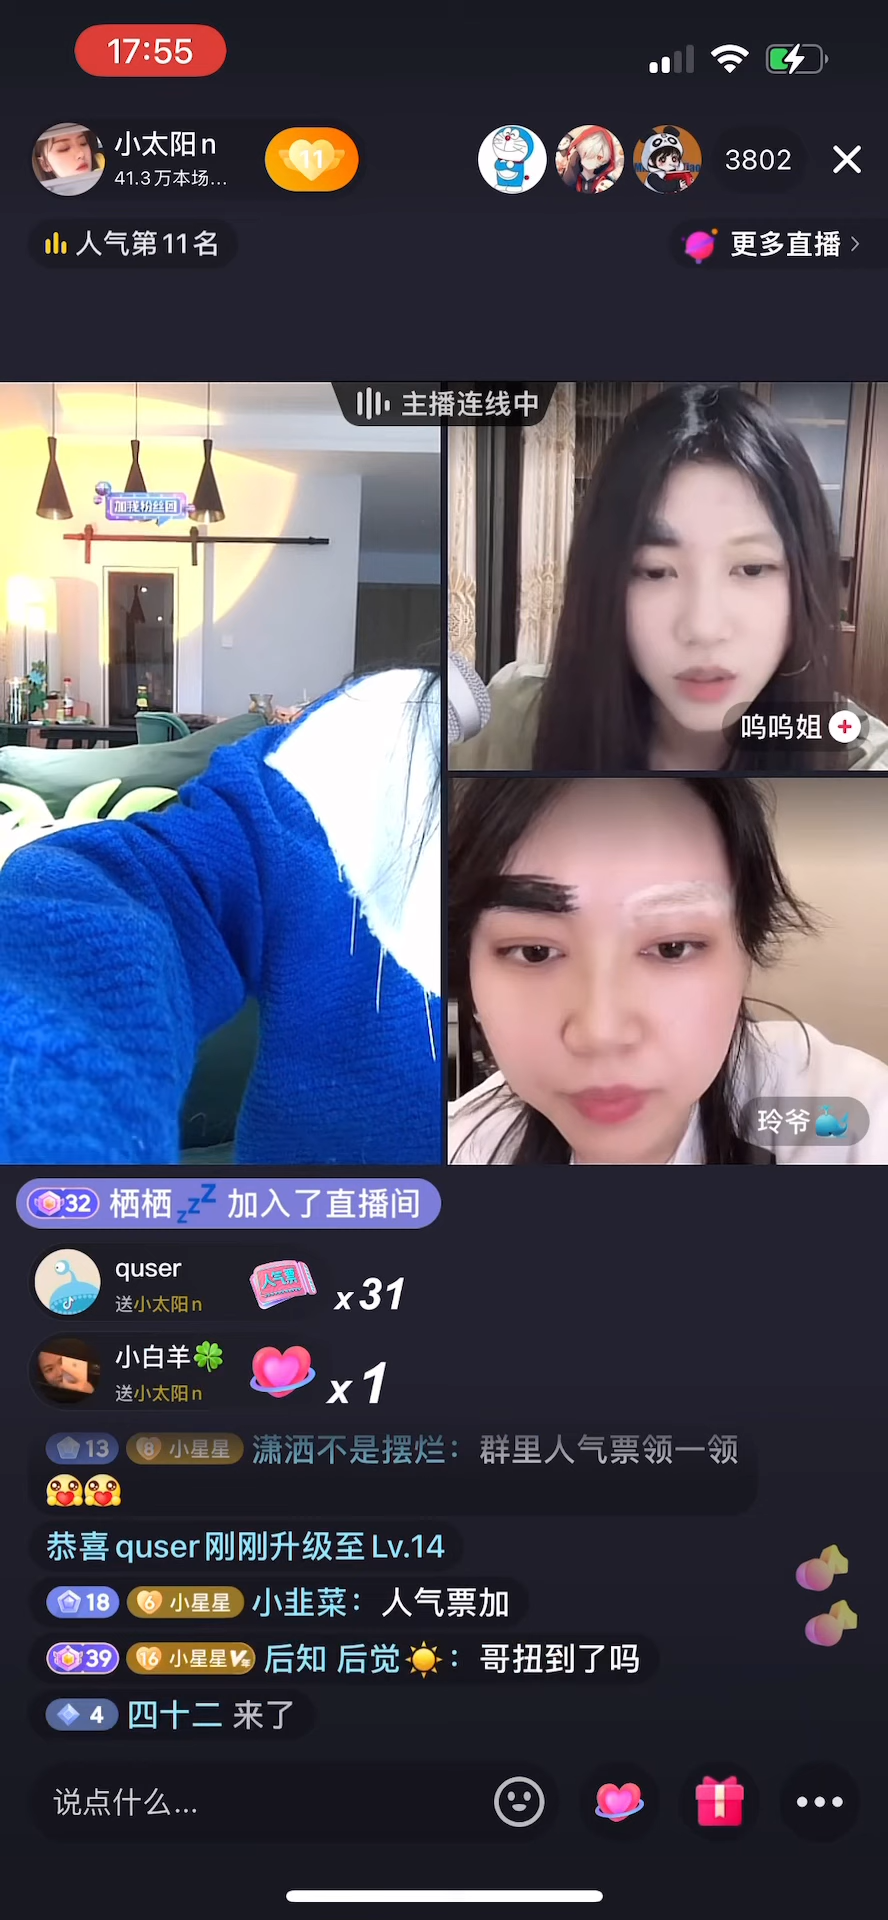 17:55
小太阳n
41.3万本场...
11
3802
人气第11名
更多直播
主播连线中
加我粉丝团
呜呜姐
玲爷
32 栖栖 加入了直播间
quser
送小太阳n
人气票
x31
小白羊
送小太阳n
x1
13 8 小星星 潇洒不是摆烂：群里人气票领一领
恭喜quser刚刚升级至Lv.14
18 6 小星星 小韭菜：人气票加
39 16 小星星 V年 后知 后觉：哥扭到了吗
4 四十二 来了
说点什么...